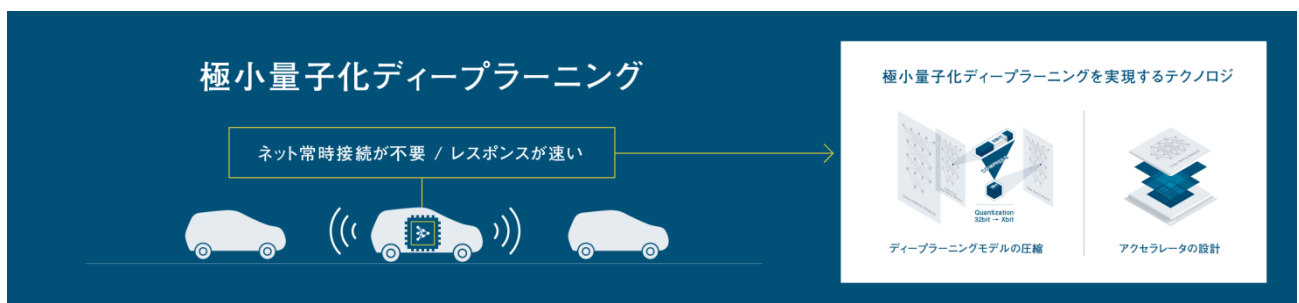 極小量子化ディープラーニング
ネット常時接続が不要 / レスポンスが速い
極小量子化ディープラーニングを実現するテクノロジ
COMPRESS
Quantization
32bit → Xbit
ディープラーニングモデルの圧縮
アクセラレータの設計